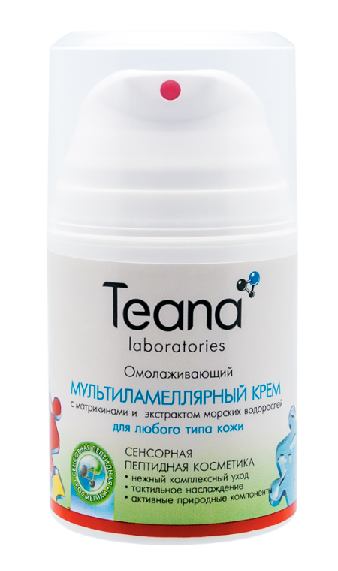 Teana
laboratories
Омолаживающий
МУЛЬТИЛАМЕЛЛЯРНЫЙ КРЕМ
с матрикинами и экстрактом морских водорослей
для любого типа кожи
СЕНСОРНАЯ
ПЕПТИДНАЯ КОСМЕТИКА
• нежный комплексный уход
• тактильное наслаждение
• активные природные компоненты